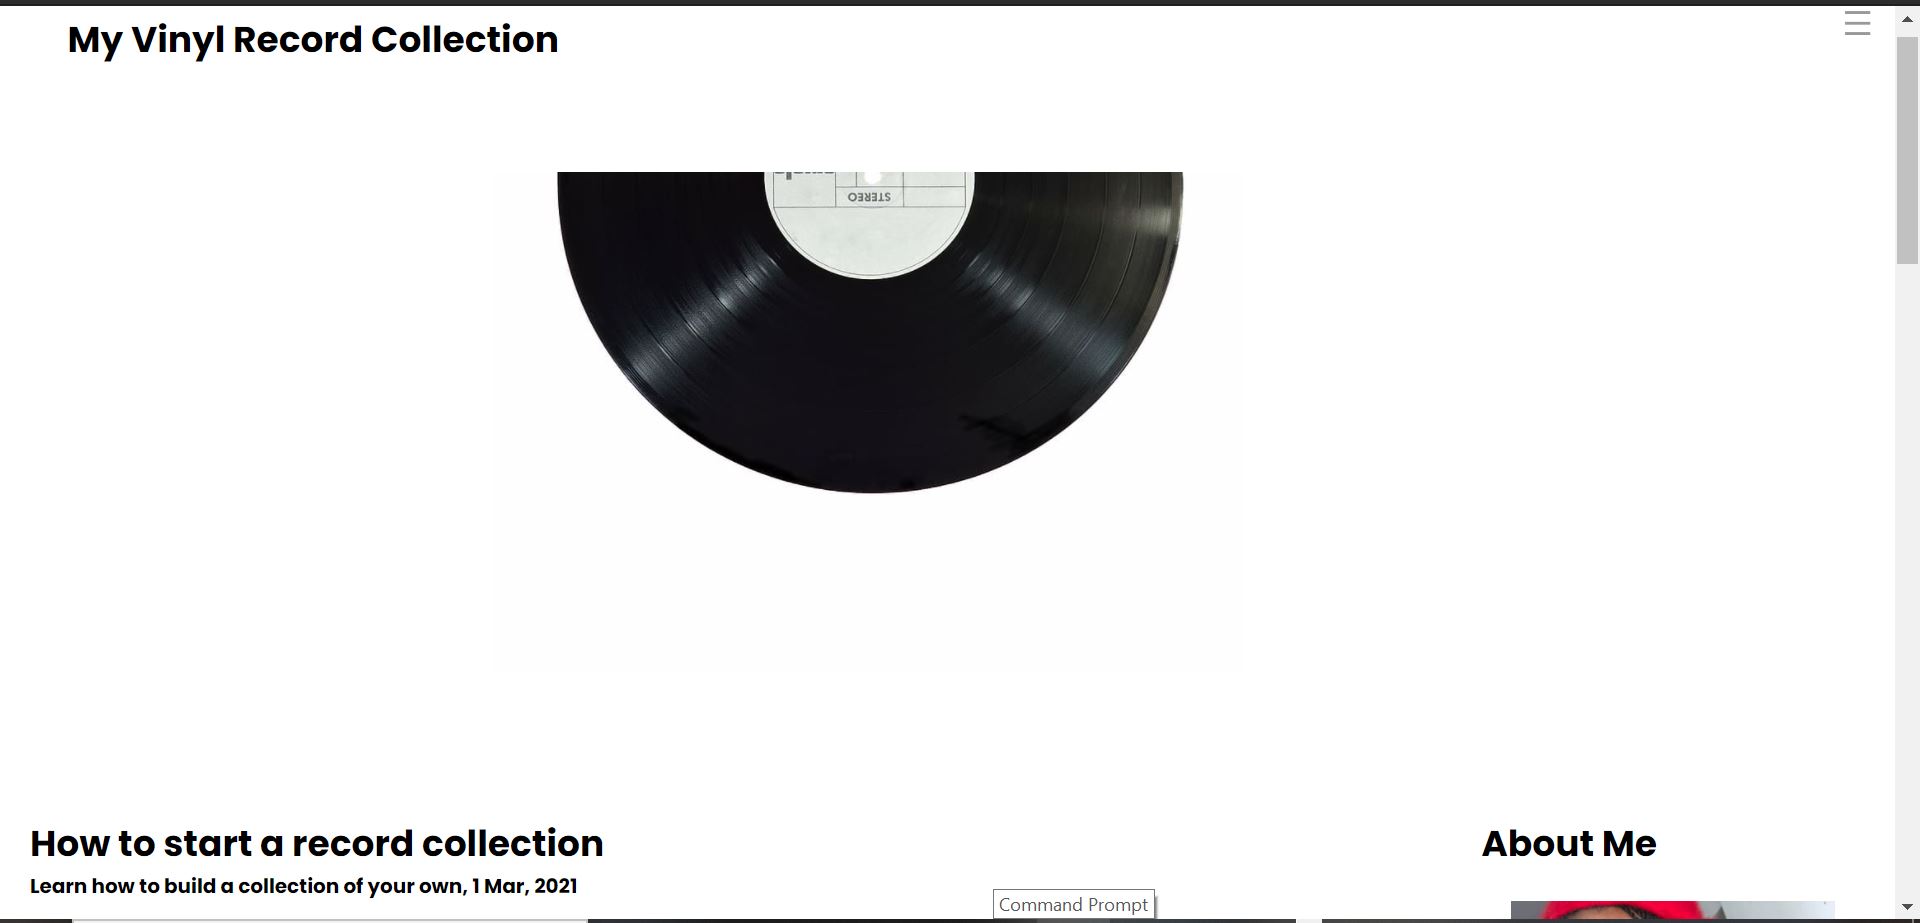 My Vinyl Record Collection
STEREO
How to start a record collection
About Me
Learn how to build a collection of your own, 1 Mar, 2021
Command Prompt